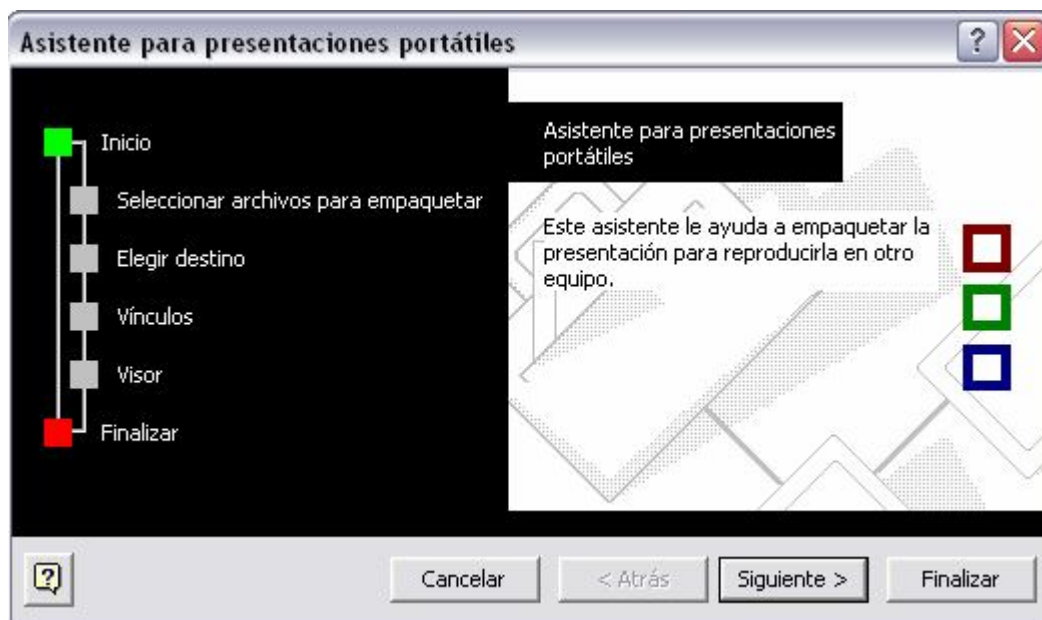 Asistente para presentaciones portátiles
Inicio
Seleccionar archivos para empaquetar
Elegir destino
Vínculos
Visor
Finalizar
Asistente para presentaciones
portátiles
Este asistente le ayuda a empaquetar la
presentación para reproducirla en otro
equipo.
Cancelar
< Atrás
Siguiente >
Finalizar